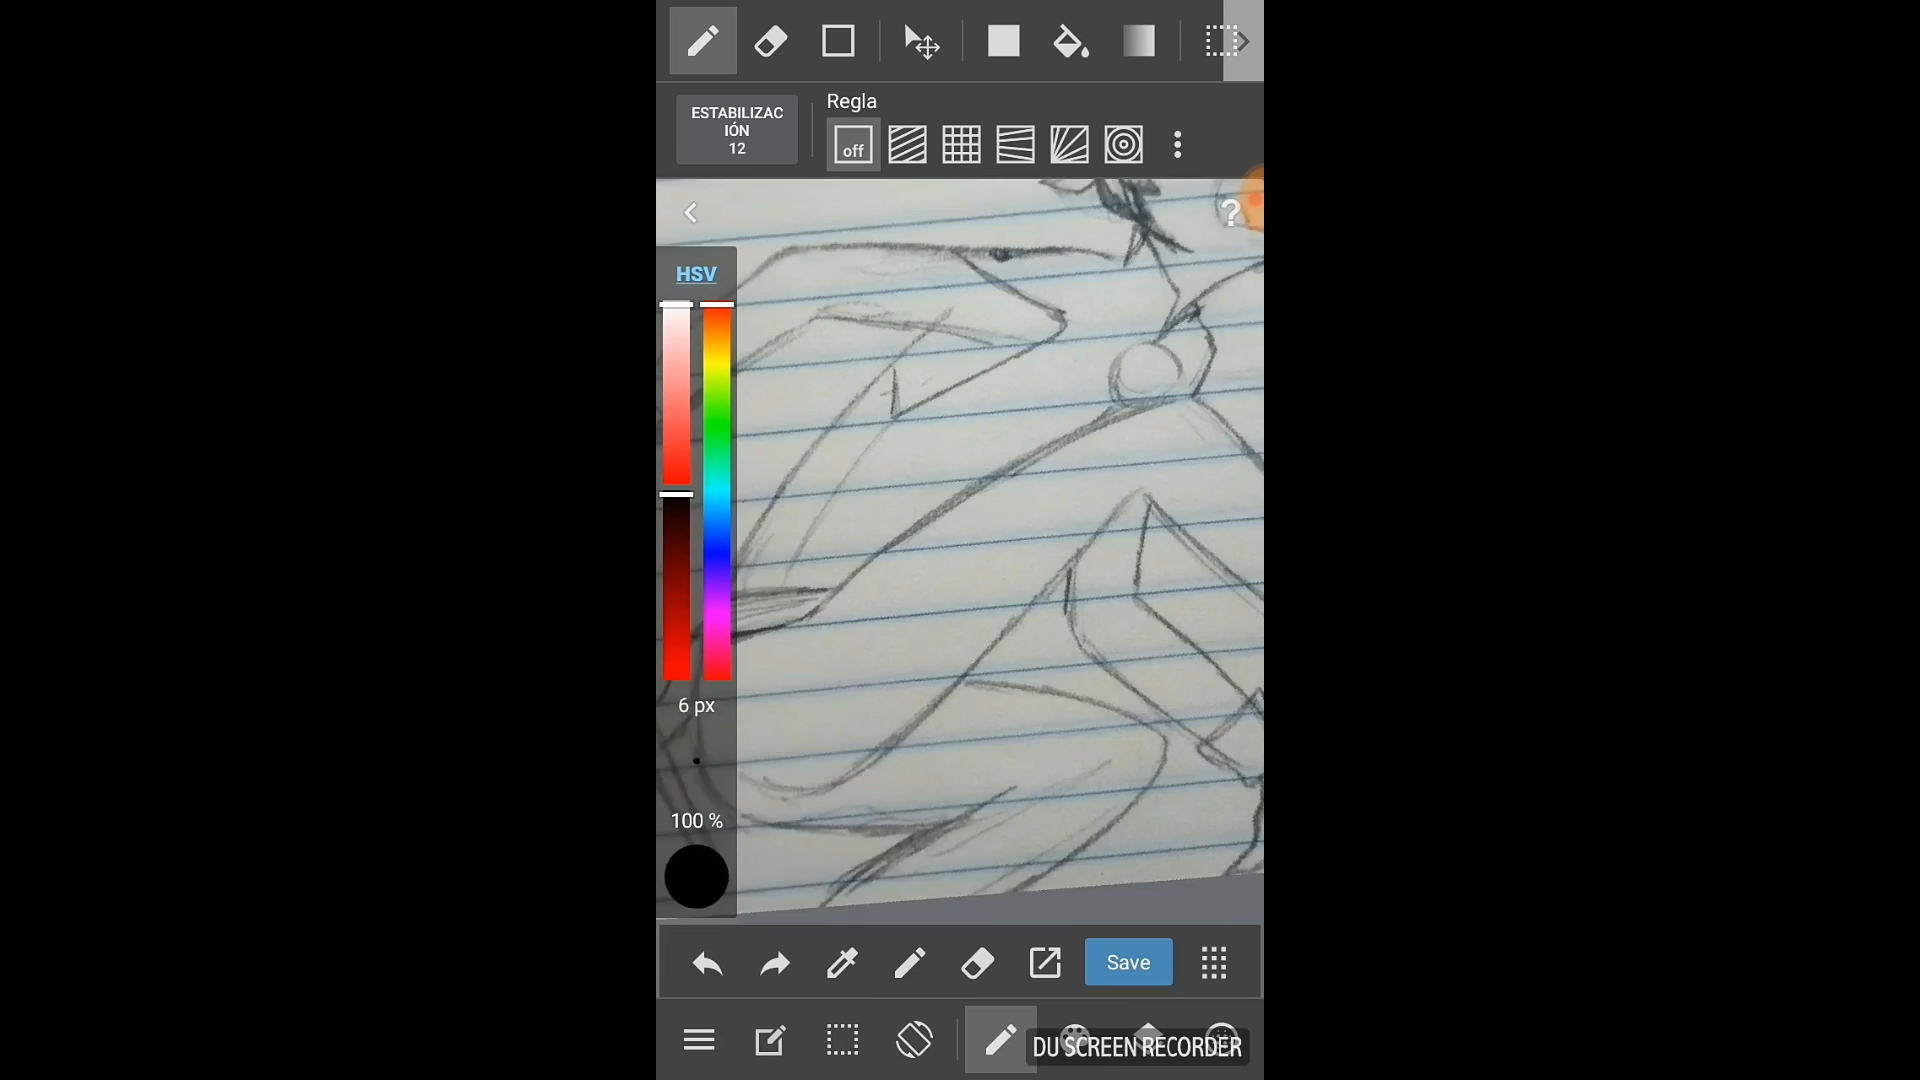 ESTABILIZAC
IÓN
12
Regla
off
?
HSV
6 px
100 %
Save
DU SCREEN RECORDER